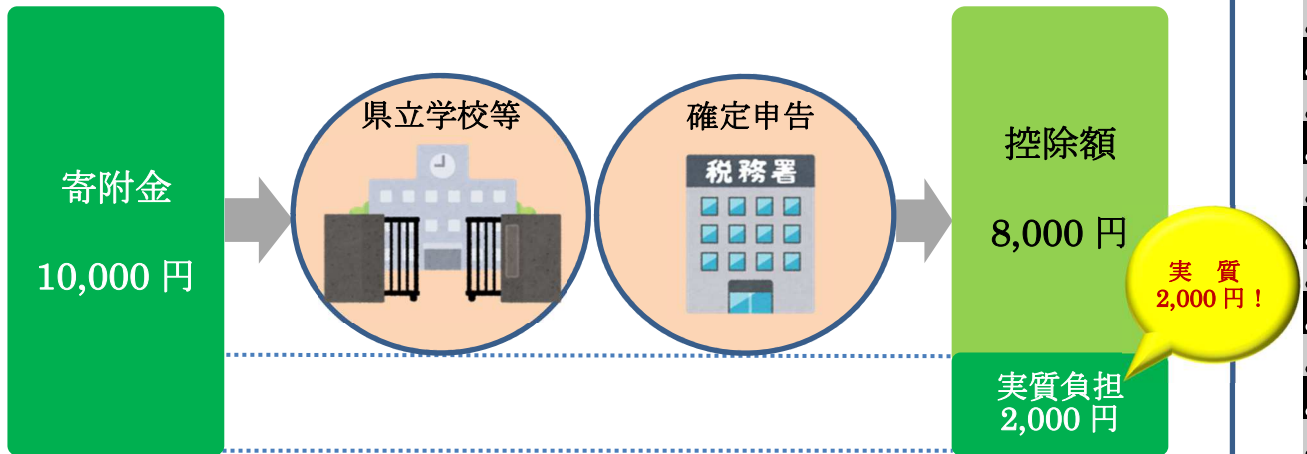 寄附金
10,000 円
県立学校等
確定申告
税務署
控除額
8,000 円
実 質
2,000 円!
実質負担
2,000 円